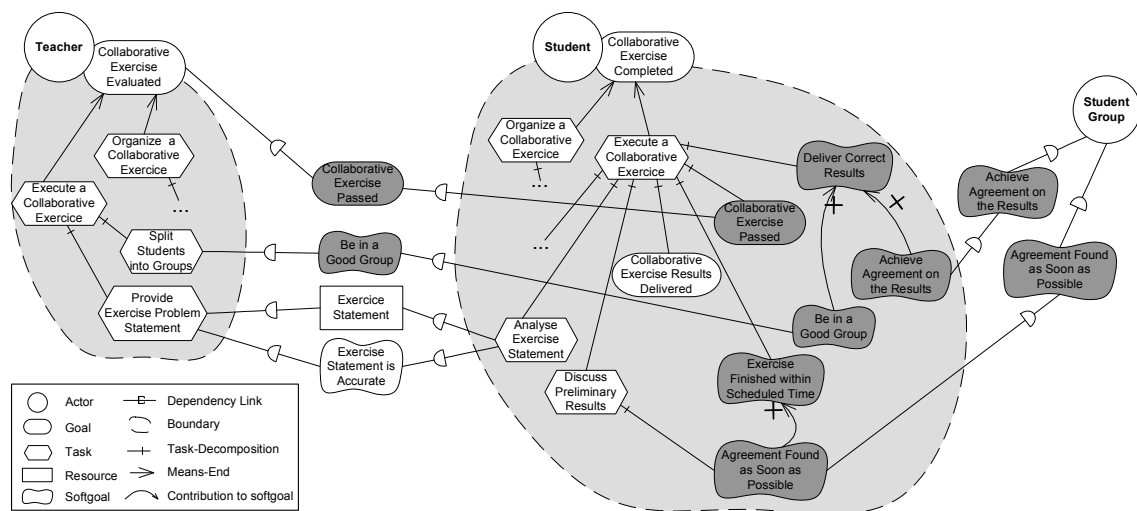 Teacher
Collaborative
Exercise
Evaluated
Organize a
Collaborative
Exercice
...
Execute a
Collaborative
Exercice
Split
Students
into Groups
Provide
Exercise Problem
Statement
Collaborative
Exercise
Passed
Be in a
Good Group
Exercice
Statement
Exercise
Statement is
Accurate
Student
Collaborative
Exercise
Completed
Organize a
Collaborative
Exercice
...
Execute a
Collaborative
Exercice
...
Deliver Correct
Results
Collaborative
Exercise
Passed
Collaborative
Exercise Results
Delivered
Achieve
Agreement on
the Results
Be in a
Good Group
Analyse
Exercise
Statement
Exercise
Finished within
Scheduled Time
Discuss
Preliminary
Results
Agreement Found
as Soon as
Possible
Student
Group
Achieve
Agreement on
the Results
Agreement Found
as Soon as
Possible
Actor
Goal
Task
Resource
Softgoal
Dependency Link
Boundary
Task-Decomposition
Means-End
Contribution to softgoal